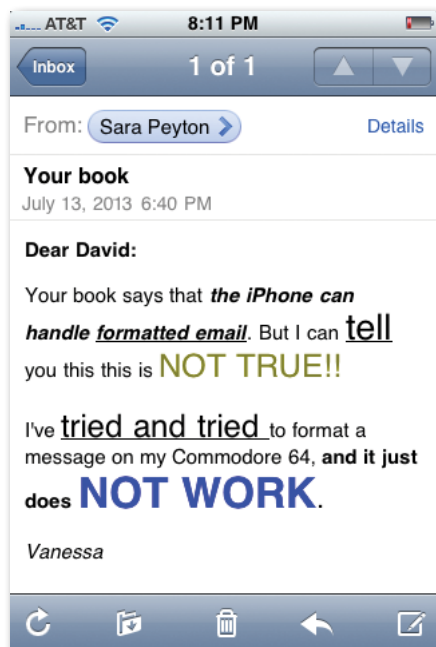 AT&T 8:11 PM
Inbox 1 of 1
From: Sara Peyton Details
Your book
July 13, 2013 6:40 PM
Dear David:
Your book says that the iPhone can
handle formatted email. But I can tell
you this this is NOT TRUE!!
I've tried and tried to format a
message on my Commodore 64, and it just
does NOT WORK.
Vanessa